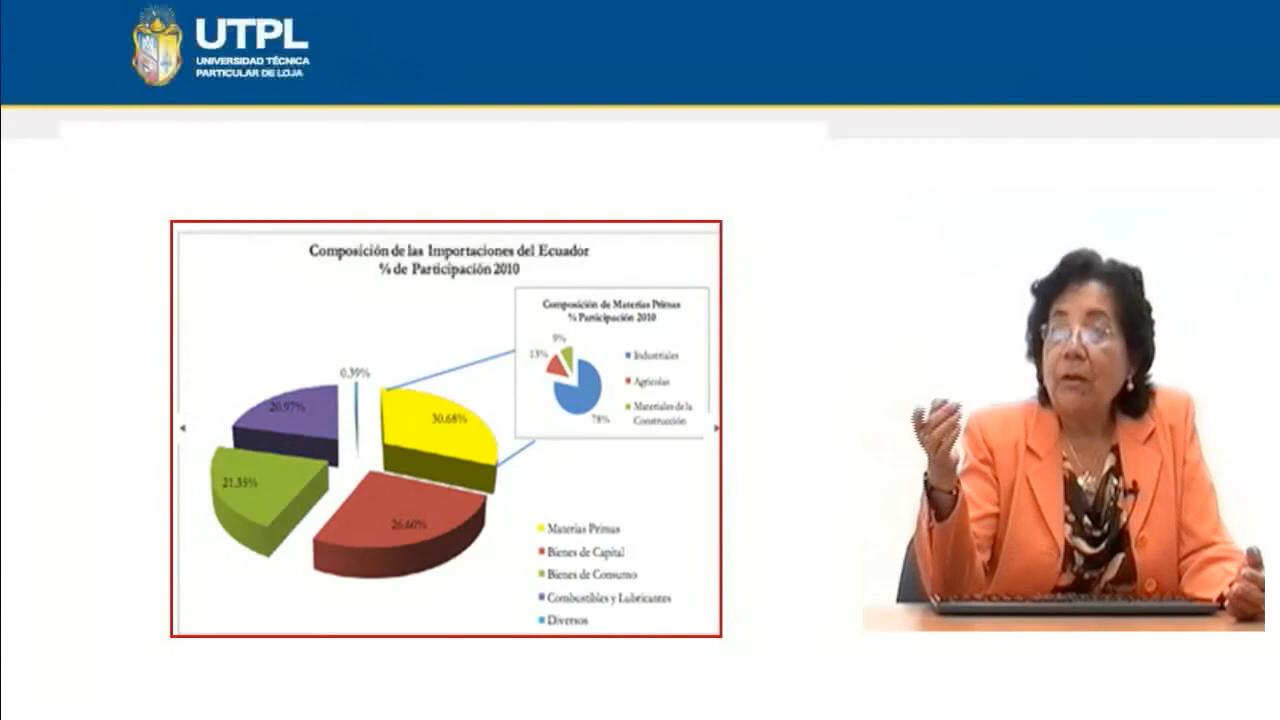 UTPL
UNIVERSIDAD TÉCNICA
PARTICULAR DE LOJA
Composición de las Importaciones del Ecuador
% de Participación 2010
Composición de Materias Primas
% Participación 2010
9%
13%
78%
Industriales
Agrícolas
Materiales de la
Construcción
0.39%
20.97%
30.68%
21.35%
26.60%
Materias Primas
Bienes de Capital
Bienes de Consumo
Combustibles y Lubricantes
Diversos